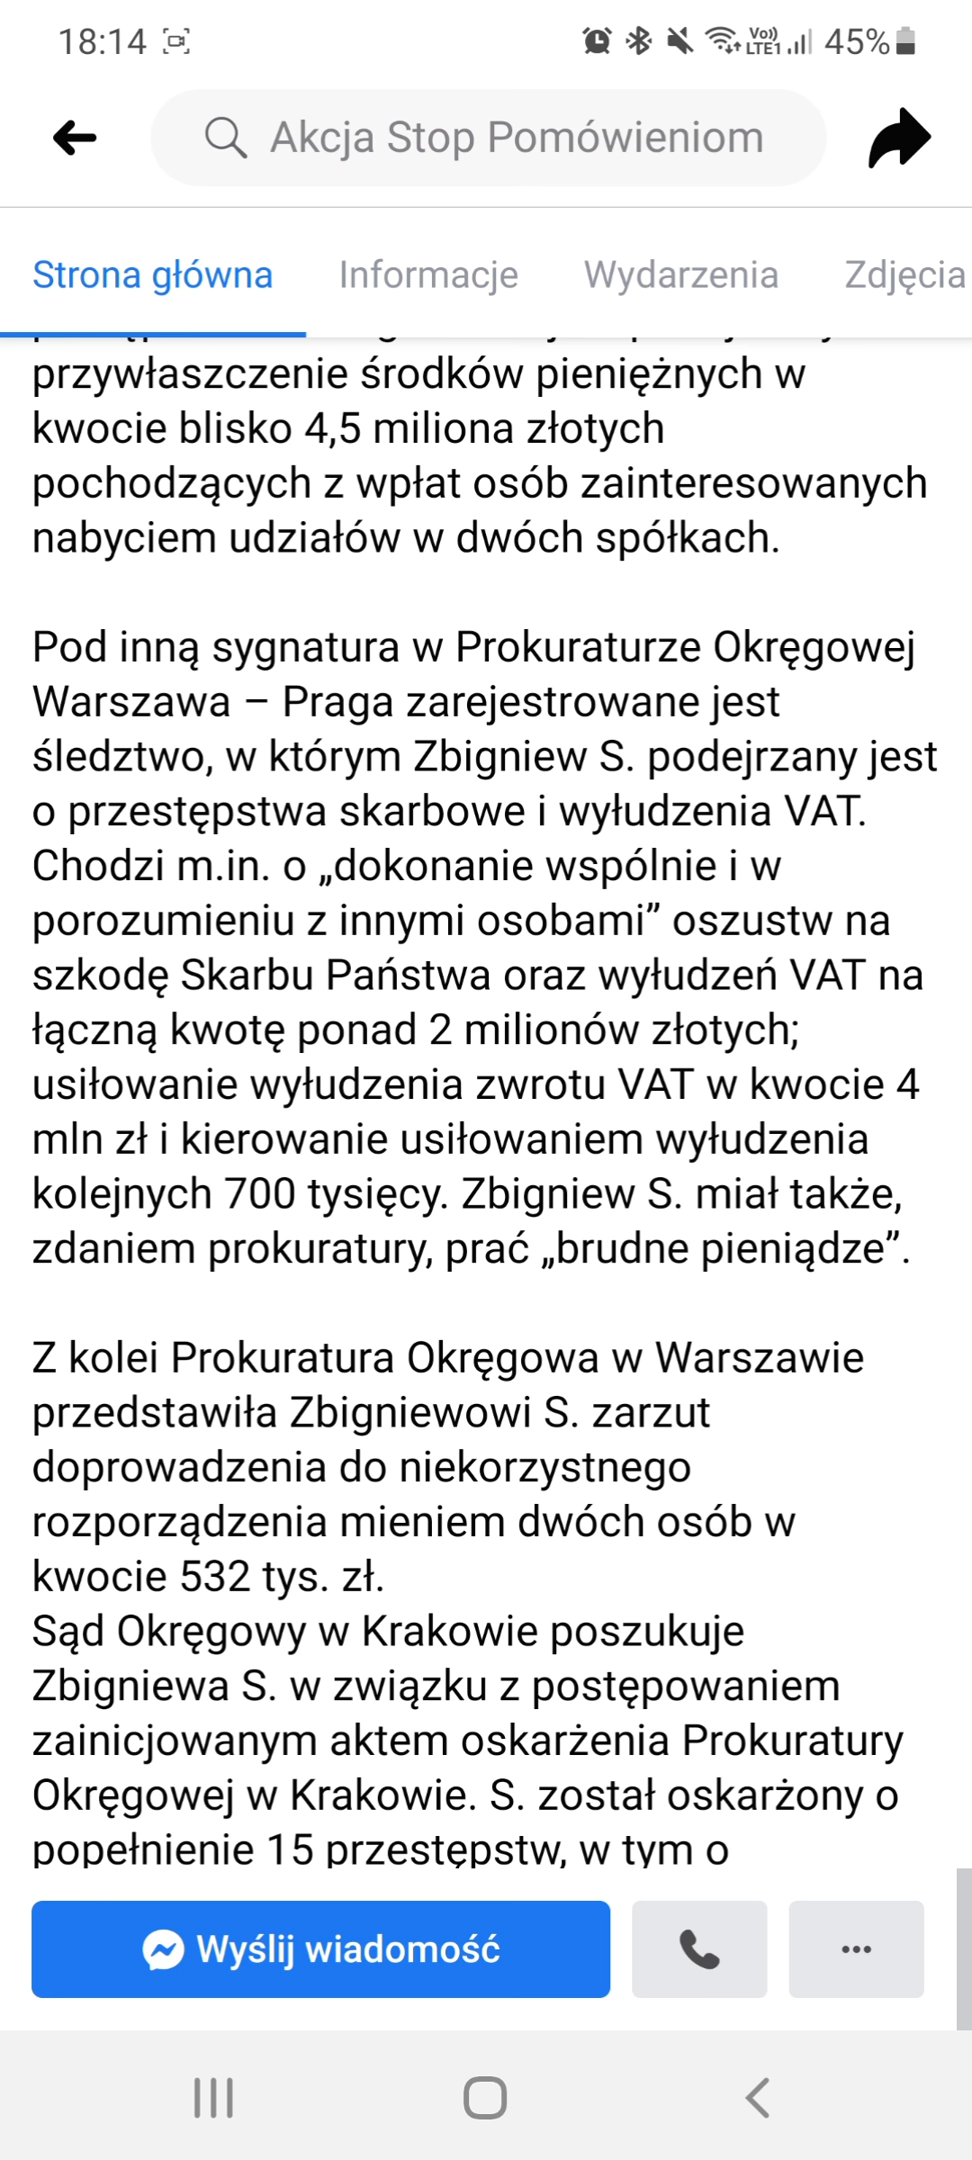 18:14
Vo))
LTE1
45%
Akcja Stop Pomówieniom
Strona główna
Informacje
Wydarzenia
Zdjęcia
przywłaszczenie środków pieniężnych w
kwocie blisko 4,5 miliona złotych
pochodzących z wpłat osób zainteresowanych
nabyciem udziałów w dwóch spółkach.
Pod inną sygnatura w Prokuraturze Okręgowej
Warszawa – Praga zarejestrowane jest
śledztwo, w którym Zbigniew S. podejrzany jest
o przestępstwa skarbowe i wyłudzenia VAT.
Chodzi m.in. o „dokonanie wspólnie i w
porozumieniu z innymi osobami” oszustw na
szkodę Skarbu Państwa oraz wyłudzeń VAT na
łączną kwotę ponad 2 milionów złotych;
usiłowanie wyłudzenia zwrotu VAT w kwocie 4
mln zł i kierowanie usiłowaniem wyłudzenia
kolejnych 700 tysięcy. Zbigniew S. miał także,
zdaniem prokuratury, prać „brudne pieniądze”.
Z kolei Prokuratura Okręgowa w Warszawie
przedstawiła Zbigniewowi S. zarzut
doprowadzenia do niekorzystnego
rozporządzenia mieniem dwóch osób w
kwocie 532 tys. zł.
Sąd Okręgowy w Krakowie poszukuje
Zbigniewa S. w związku z postępowaniem
zainicjowanym aktem oskarżenia Prokuratury
Okręgowej w Krakowie. S. został oskarżony o
popełnienie 15 przestępstw, w tym o
Wyślij wiadomość